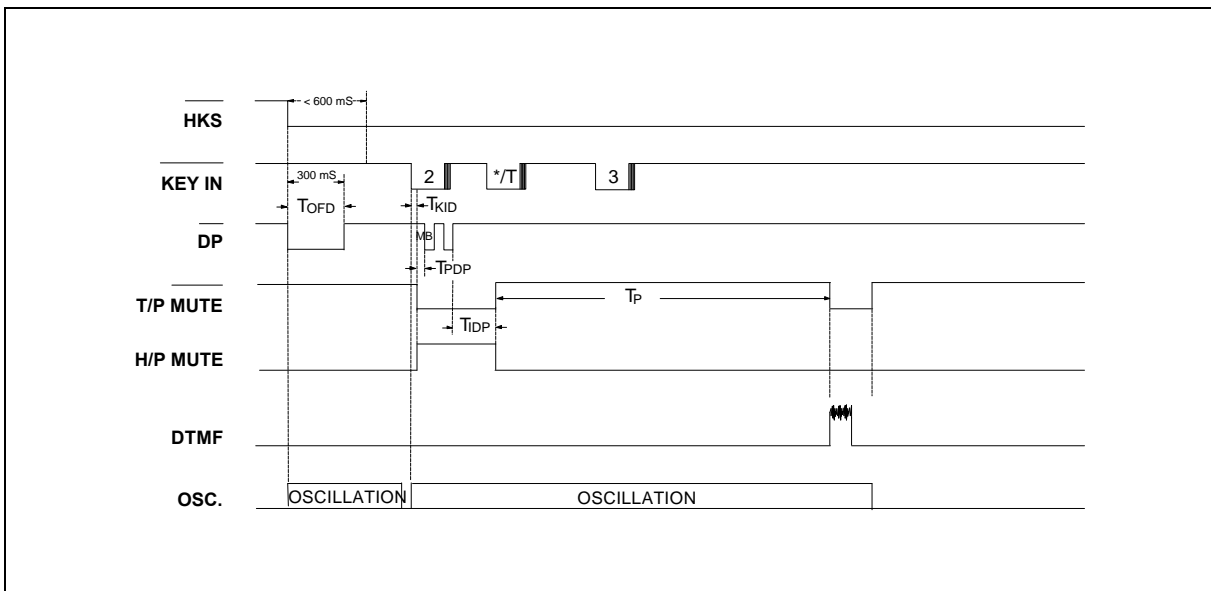 < 600 mS
HKS
KEY IN
2
*/T
3
300 mS
TOFD
TKID
DP
MB
TPDP
T/P MUTE
TP
TIDP
H/P MUTE
DTMF
OSC.
OSCILLATION
OSCILLATION